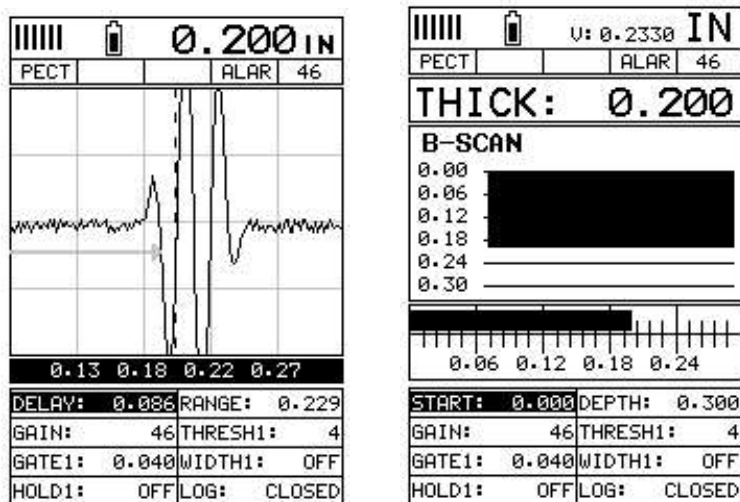 0.200 IN
PECT ALAR 46
0.13 0.18 0.22 0.27
DELAY: 0.086 RANGE: 0.229
GAIN: 46 THRESH1: 4
GATE1: 0.040 WIDTH1: OFF
HOLD1: OFF LOG: CLOSED
V: 0.2330 IN
PECT ALAR 46
THICK: 0.200
B-SCAN
0.00
0.06
0.12
0.18
0.24
0.30
0.06 0.12 0.18 0.24
START: 0.000 DEPTH: 0.300
GAIN: 46 THRESH1: 4
GATE1: 0.040 WIDTH1: OFF
HOLD1: OFF LOG: CLOSED